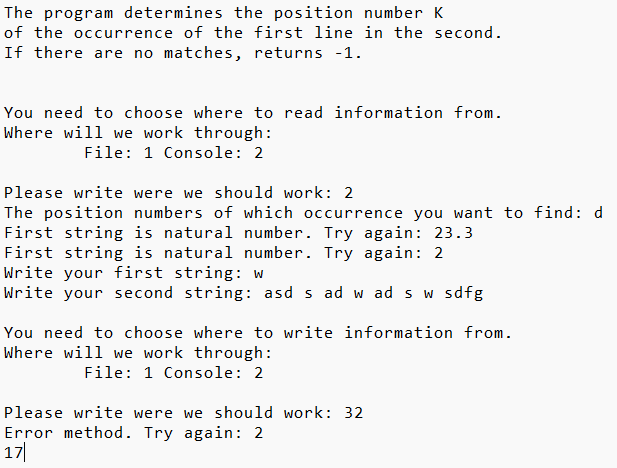 The program determines the position number K
of the occurrence of the first line in the second.
If there are no matches, returns -1.
You need to choose where to read information from.
Where will we work through:
File: 1 Console: 2
Please write were we should work: 2
The position numbers of which occurrence you want to find: d
First string is natural number. Try again: 23.3
First string is natural number. Try again: 2
Write your first string: w
Write your second string: asd s ad w ad s w sdfg
You need to choose where to write information from.
Where will we work through:
File: 1 Console: 2
Please write were we should work: 32
Error method. Try again: 2
17